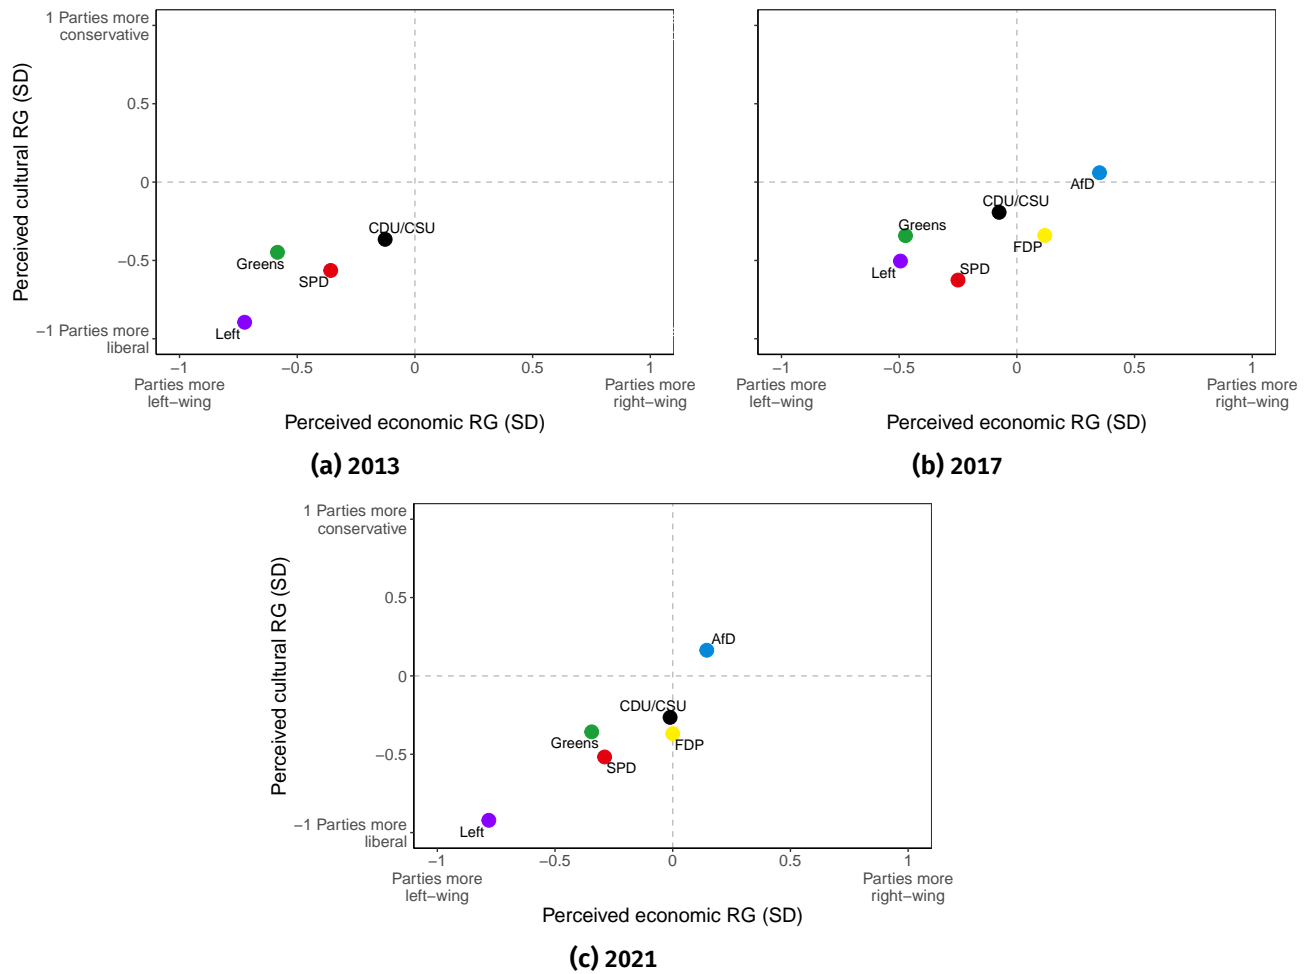 1 Parties more
conservative
0.5
0
−0.5
−1 Parties more
liberal
Perceived cultural RG (SD)
CDU/CSU
Greens
SPD
Left
−1
Parties more
left−wing
−0.5
0
0.5
1
Parties more
right−wing
Perceived economic RG (SD)
(a) 2013
AfD
CDU/CSU
Greens
FDP
Left
SPD
−1
Parties more
left−wing
−0.5
0
0.5
1
Parties more
right−wing
Perceived economic RG (SD)
(b) 2017
1 Parties more
conservative
0.5
0
−0.5
−1 Parties more
liberal
Perceived cultural RG (SD)
AfD
CDU/CSU
Greens
FDP
SPD
Left
−1
Parties more
left−wing
−0.5
0
0.5
1
Parties more
right−wing
Perceived economic RG (SD)
(c) 2021